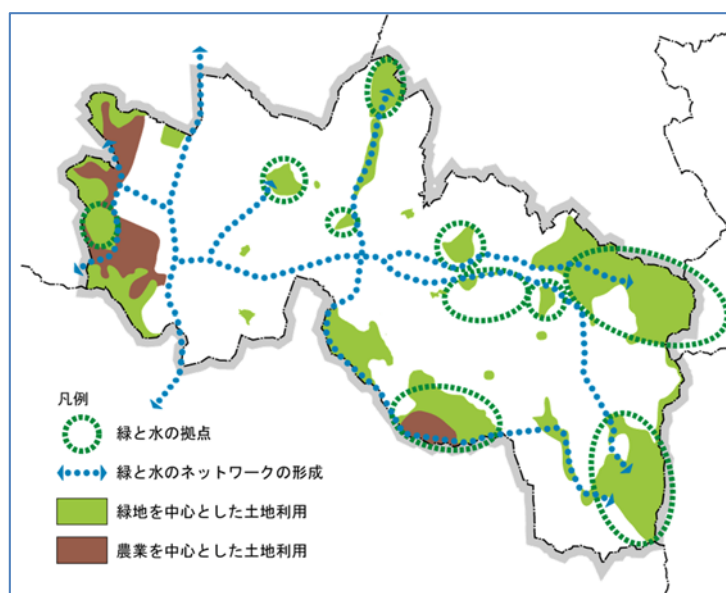 凡例
緑と水の拠点
緑と水のネットワークの形成
緑地を中心とした土地利用
農業を中心とした土地利用